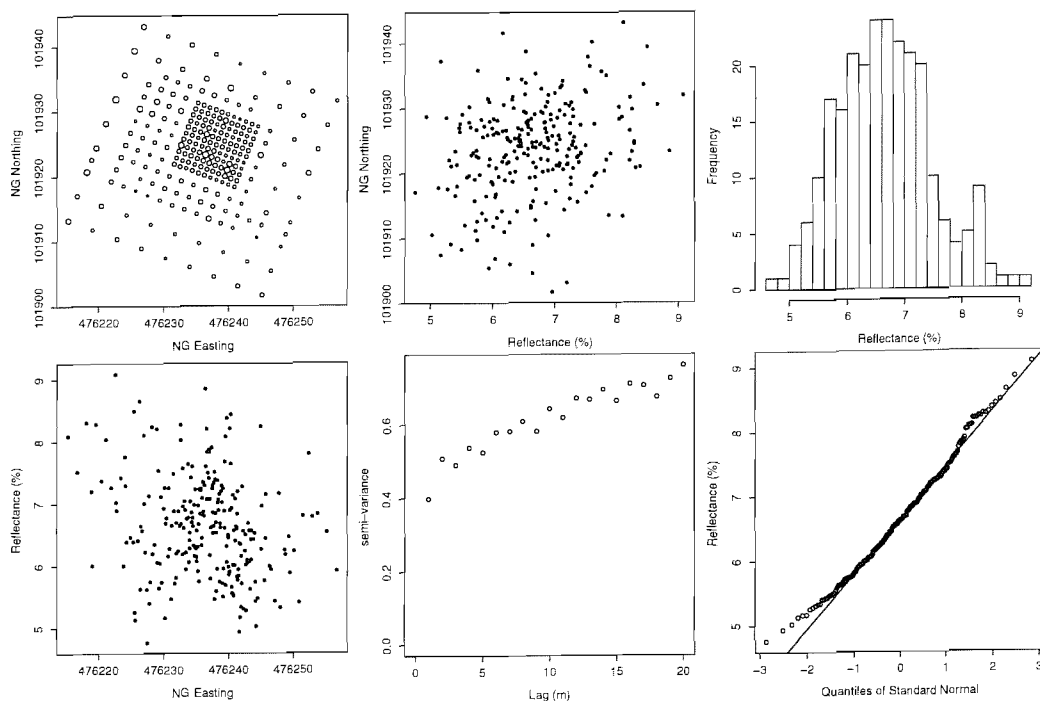 NG Northing
101900 101910 101920 101930 101940
476220 476230 476240 476250
NG Easting
NG Northing
101900 101910 101920 101930 101940
5 6 7 8 9
Reflectance (%)
Frequency
0 5 10 15 20
5 6 7 8 9
Reflectance (%)
Reflectance (%)
5 6 7 8 9
476220 476230 476240 476250
NG Easting
semi-variance
0.0 0.2 0.4 0.6
0 5 10 15 20
Lag (m)
Reflectance (%)
5 6 7 8 9
-3 -2 -1 0 1 2 3
Quantiles of Standard Normal